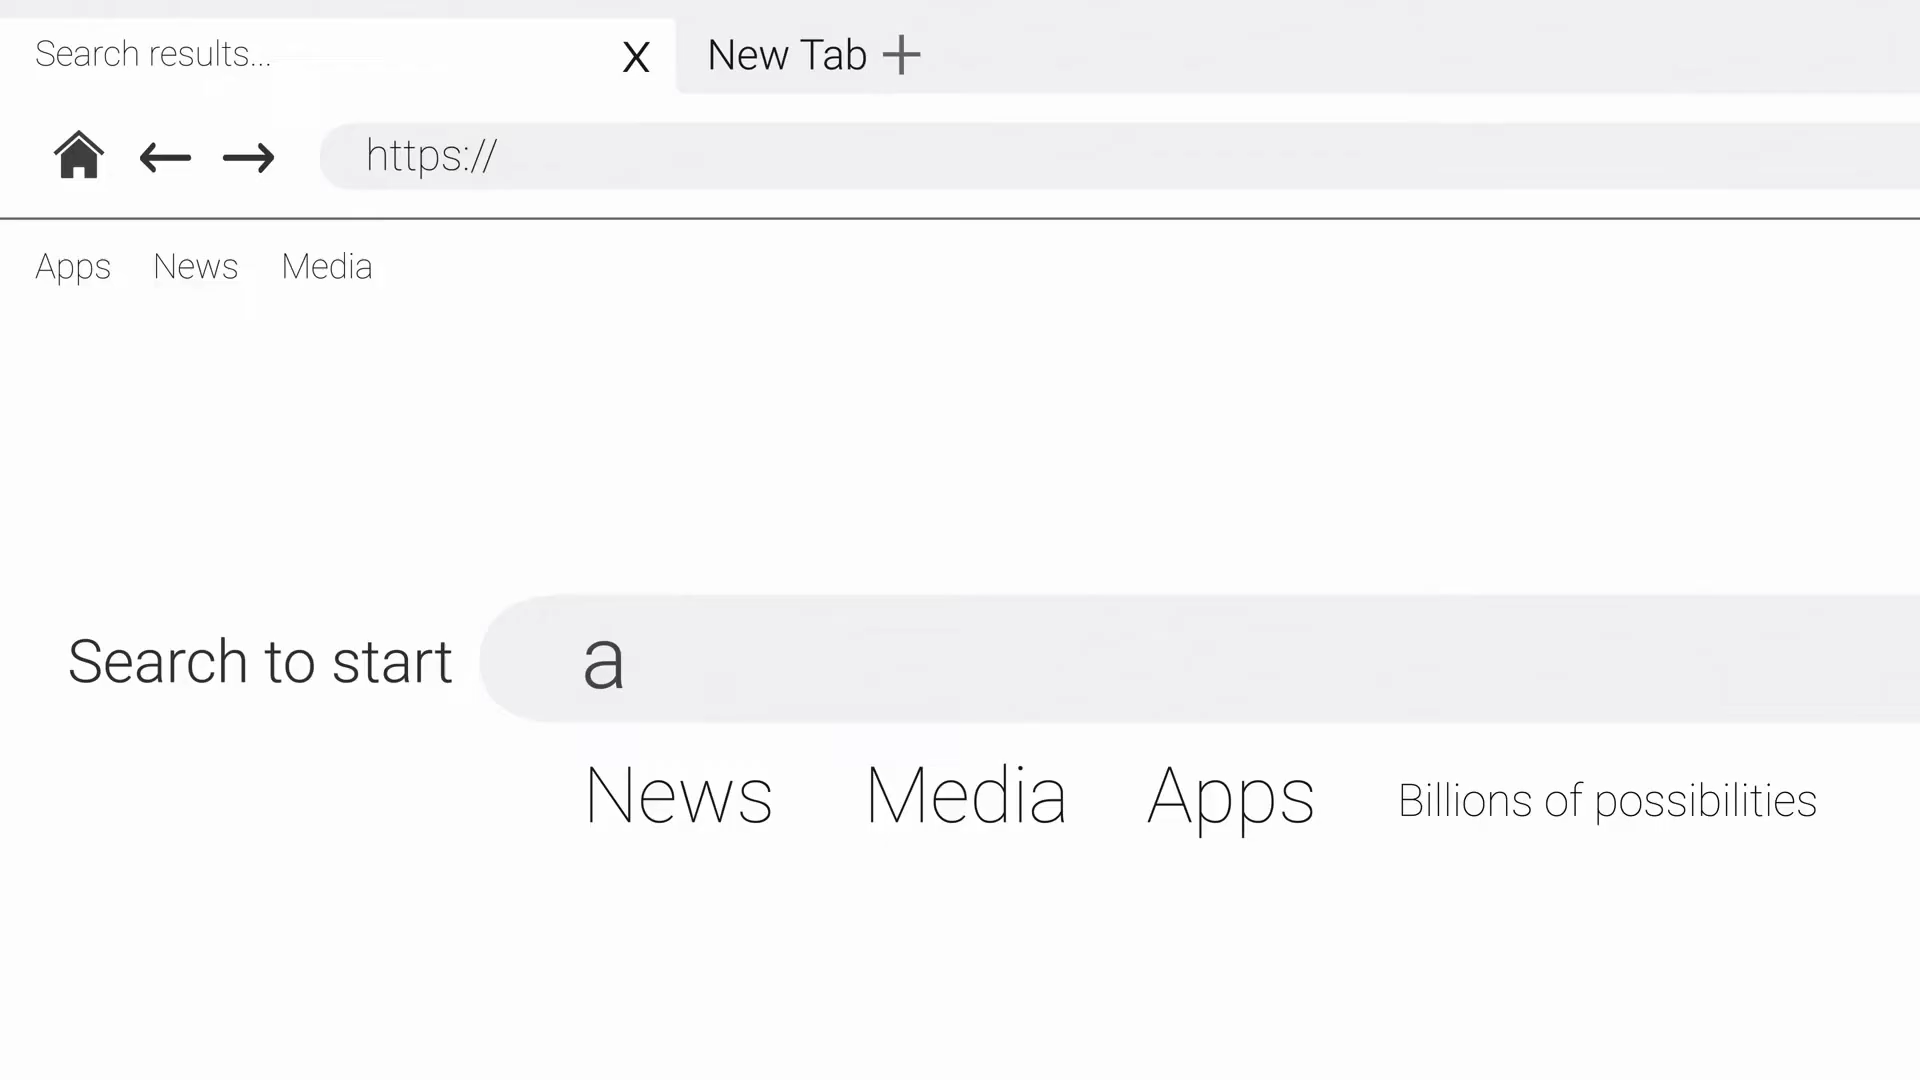 Search results... X New Tab +
https://
Apps News Media
Search to start a
News Media Apps Billions of possibilities